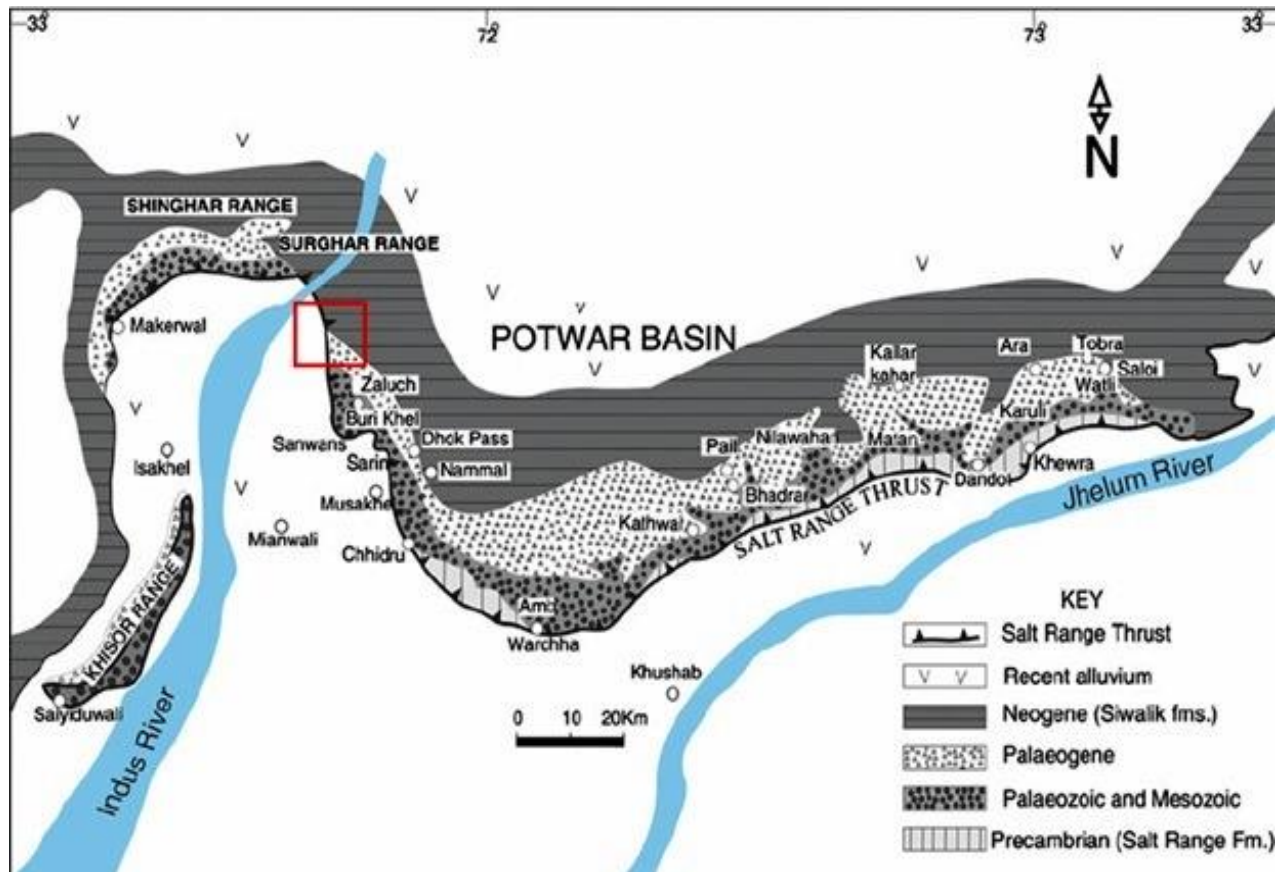 33°
72°
73°
33°
N
SHINGHAR RANGE
SURGHAR RANGE
POTWAR BASIN
Makerwal
Kallar
kahar
Ara
Tobra
Saloi
Watli
Zaluch
Buri Khel
Karuli
Sanwans
Dhok Pass
Nilawaha
Matan
Isakhel
Sarin
Nammal
Pail
Khewra
Dandot
Musakhel
Bhadrar
Jhelum River
Mianwali
Kathwai
SALT RANGE THRUST
Chhidru
KHISOR RANGE
Amb
Warchha
Khushab
Saiyiduwali
Indus River
0 10 20Km
KEY
Salt Range Thrust
Recent alluvium
Neogene (Siwalik fms.)
Palaeogene
Palaeozoic and Mesozoic
Precambrian (Salt Range Fm.)